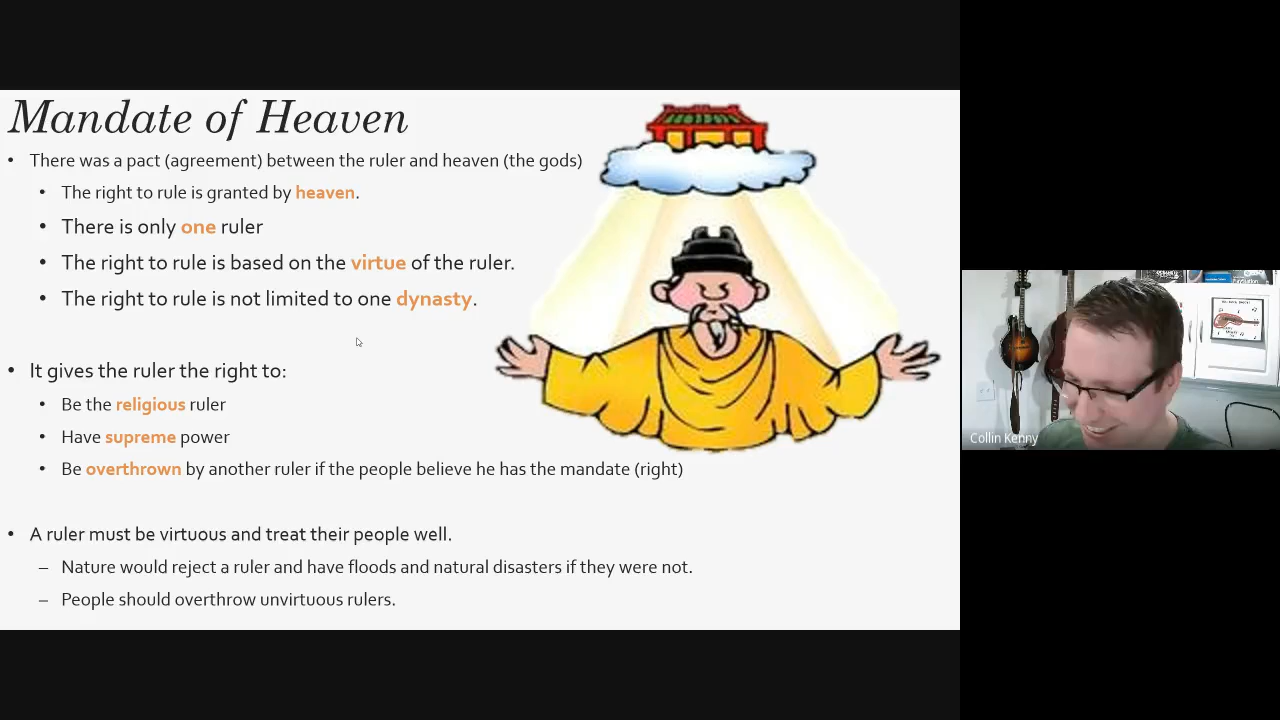 Mandate of Heaven
• There was a pact (agreement) between the ruler and heaven (the gods)
• The right to rule is granted by heaven.
• There is only one ruler
• The right to rule is based on the virtue of the ruler.
• The right to rule is not limited to one dynasty.
• It gives the ruler the right to:
• Be the religious ruler
• Have supreme power
• Be overthrown by another ruler if the people believe he has the mandate (right)
• A ruler must be virtuous and treat their people well.
– Nature would reject a ruler and have floods and natural disasters if they were not.
– People should overthrow unvirtuous rulers.
Collin Kenny